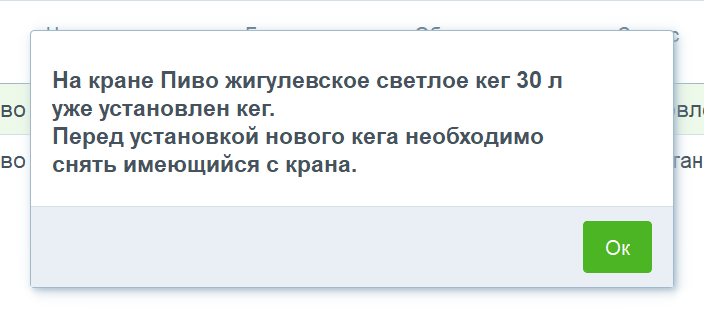 На кране Пиво жигулевское светлое кег 30 л
уже установлен кег.
Перед установкой нового кега необходимо
снять имеющийся с крана.
Ок